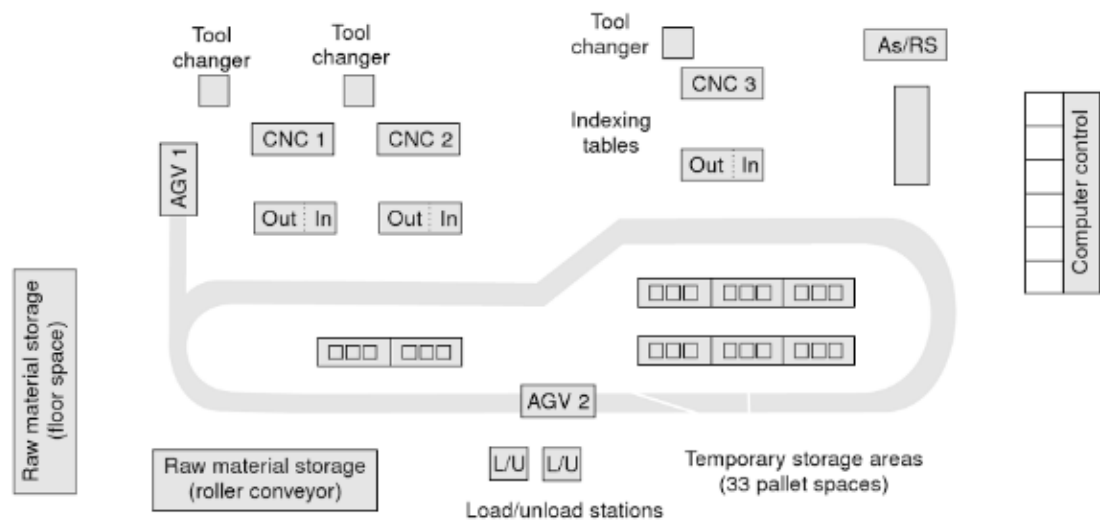 Tool
changer
Tool
changer
Tool
changer
As/RS
CNC 3
CNC 1
CNC 2
Indexing
tables
AGV 1
Out In
Out In
Out In
Computer control
Raw material storage
(floor space)
AGV 2
Raw material storage
(roller conveyor)
L/U
L/U
Load/unload stations
Temporary storage areas
(33 pallet spaces)